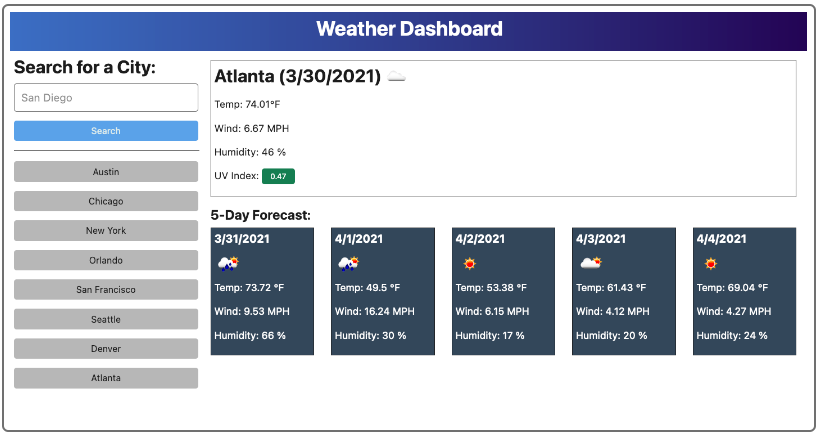 Weather Dashboard
Search for a City:
San Diego
Search
Austin
Chicago
New York
Orlando
San Francisco
Seattle
Denver
Atlanta
Atlanta (3/30/2021)
Temp: 74.01°F
Wind: 6.67 MPH
Humidity: 46 %
UV Index: 0.47
5-Day Forecast:
3/31/2021
Temp: 73.72 °F
Wind: 9.53 MPH
Humidity: 66 %
4/1/2021
Temp: 49.5 °F
Wind: 16.24 MPH
Humidity: 30 %
4/2/2021
Temp: 53.38 °F
Wind: 6.15 MPH
Humidity: 17 %
4/3/2021
Temp: 61.43 °F
Wind: 4.12 MPH
Humidity: 20 %
4/4/2021
Temp: 69.04 °F
Wind: 4.27 MPH
Humidity: 24 %